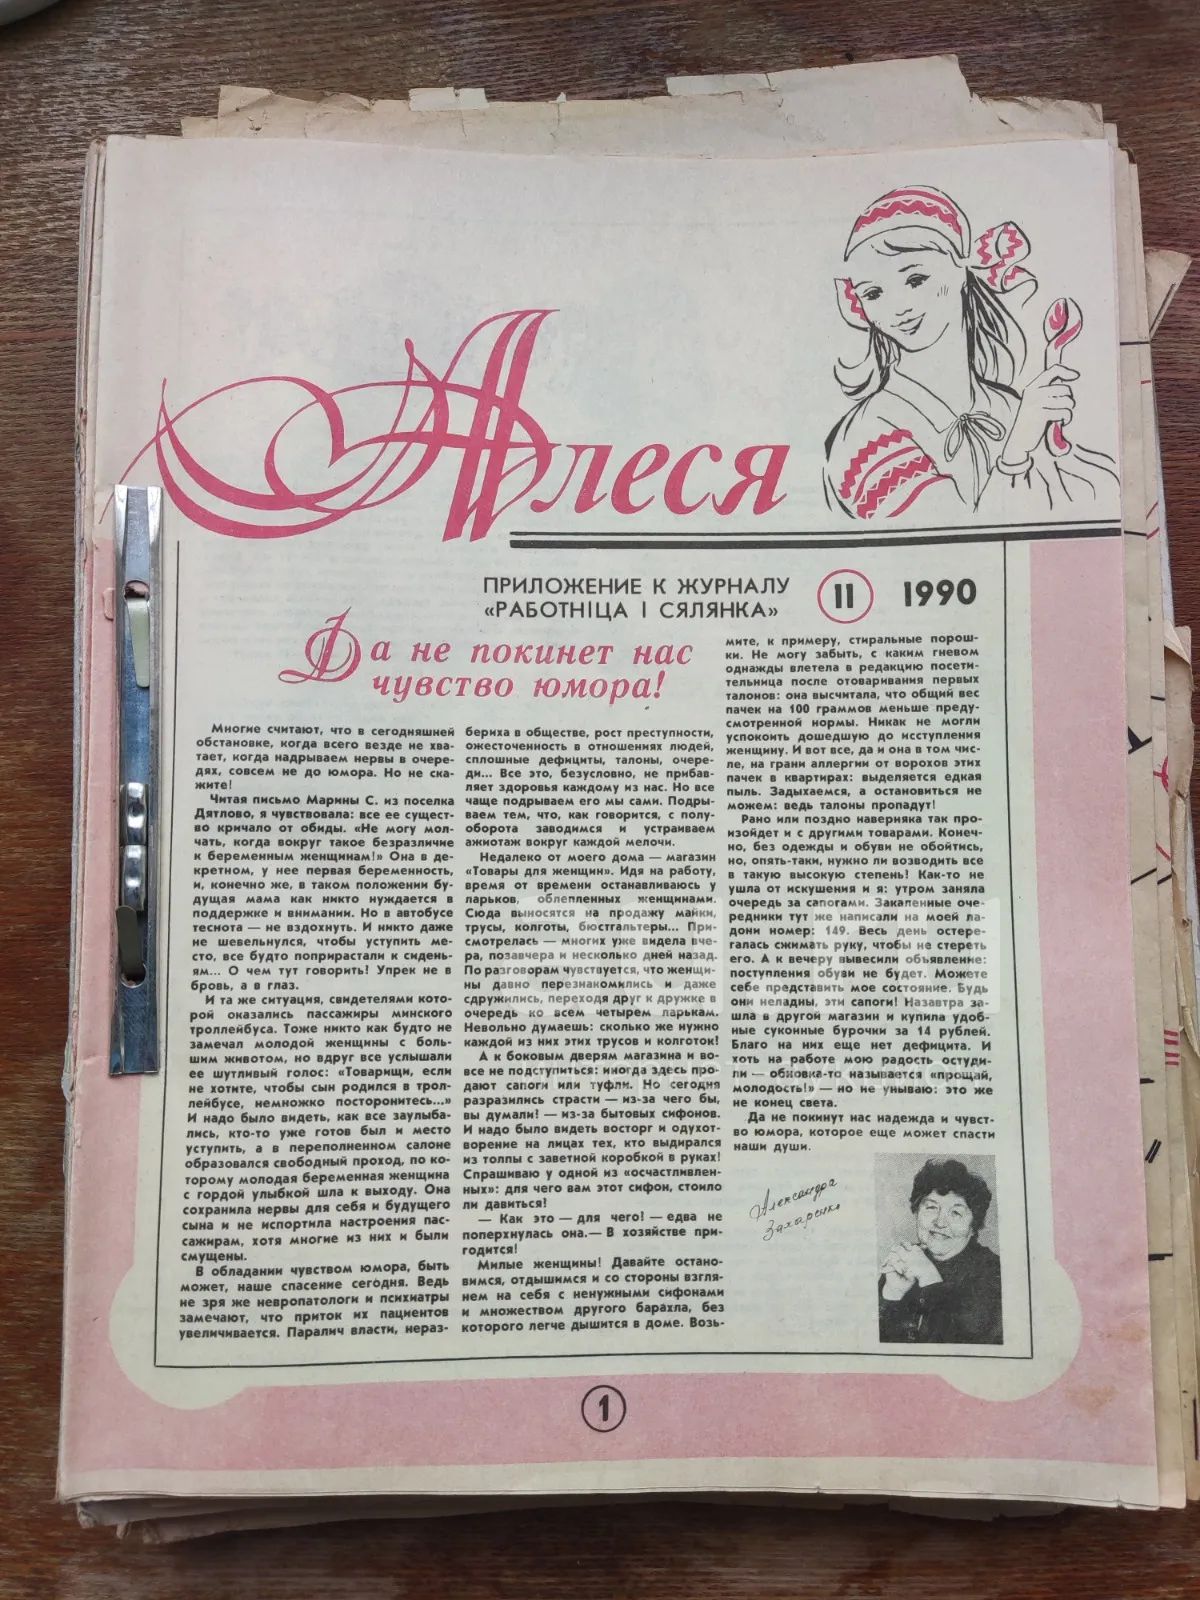 Алеся
ПРИЛОЖЕНИЕ К ЖУРНАЛУ
«РАБОТНІЦА І СЯЛЯНКА»
11 1990
Да не покинет нас
чувство юмора!
Многие считают, что в сегодняшней
обстановке, когда всего везде не хва-
тает, когда надрываем нервы в очере-
дях, совсем не до юмора. Но не ска-
жите!
Читая письмо Марины С. из поселка
Дятлово, я чувствовала: все ее сущест-
во кричало от обиды. «Не могу мол-
чать, когда вокруг такое безразличие
к беременным женщинам!» Она в де-
кретном, у нее первая беременность,
и, конечно же, в таком положении бу-
дущая мама как никто нуждается в
поддержке и внимании. Но в автобусе
теснота — не вздохнуть. И никто даже
не шевельнулся, чтобы уступить ме-
сто, все будто поприрастали к сидень-
ям... О чем тут говорить! Упрек не в
бровь, а в глаз.
И та же ситуация, свидетелями кото-
рой оказались пассажиры минского
троллейбуса. Тоже никто как будто не
замечал молодой женщины с боль-
шим животом, но вдруг все услышали
ее шутливый голос: «Товарищи, если
не хотите, чтобы сын родился в трол-
лейбусе, немножко посторонитесь...»
И надо было видеть, как все заулыба-
лись, кто-то уже готов был и место
уступить, а в переполненном салоне
образовался свободный проход, по ко-
торому молодая беременная женщина
с гордой улыбкой шла к выходу. Она
сохранила нервы для себя и будущего
сына и не испортила настроения пас-
сажирам, хотя многие из них и были
смущены.
В обладании чувством юмора, быть
может, наше спасение сегодня. Ведь
не зря же невропатологи и психиатры
замечают, что приток их пациентов
увеличивается. Паралич власти, нераз-
бериха в обществе, рост преступности,
ожесточенность в отношениях людей,
сплошные дефициты, талоны, очере-
ди... Все это, безусловно, не прибав-
ляет здоровья каждому из нас. Но все
чаще подрываем его мы сами. Подры-
ваем тем, что, как говорится, с полу-
оборота заводимся и устраиваем
ажиотаж вокруг каждой мелочи.
Недалеко от моего дома — магазин
«Товары для женщин». Идя на работу,
время от времени останавливаюсь у
ларьков, облепленных женщинами.
Сюда выносятся на продажу майки,
трусы, колготы, бюстгальтеры... При-
смотрелась — многих уже видела вче-
ра, позавчера и несколько дней назад.
По разговорам чувствуется, что женщи-
ны давно перезнакомились и даже
сдружились, переходя друг к дружке в
очередь ко всем четырем ларькам.
Невольно думаешь: сколько же нужно
каждой из них этих трусов и колготок!
А к боковым дверям магазина и во-
все не подступиться: иногда здесь про-
дают сапоги или туфли. Но сегодня
разразились страсти — из-за чего бы,
вы думали! — из-за бытовых сифонов.
И надо было видеть восторг и одухот-
ворение на лицах тех, кто выдирался
из толпы с заветной коробкой в руках!
Спрашиваю у одной из «осчастливлен-
ных»: для чего вам этот сифон, стоило
ли давиться!
— Как это — для чего! — едва не
поперхнулась она.— В хозяйстве при-
годится!
Милые женщины! Давайте остано-
вимся, отдышимся и со стороны взгля-
нем на себя с ненужными сифонами
и множеством другого барахла, без
которого легче дышится в доме. Возь-
мите, к примеру, стиральные порош-
ки. Не могу забыть, с каким гневом
однажды влетела в редакцию посети-
тельница после отоваривания первых
талонов: она высчитала, что общий вес
пачек на 100 граммов меньше преду-
смотренной нормы. Никак не могли
успокоить дошедшую до исступления
женщину. И вот все, да и она в том чис-
ле, на грани аллергии от ворохов этих
пачек в квартирах: выделяется едкая
пыль. Задыхаемся, а остановиться не
можем: ведь талоны пропадут!
Рано или поздно наверняка так про-
изойдет и с другими товарами. Конеч-
но, без одежды и обуви не обойтись,
но, опять-таки, нужно ли возводить все
в такую высокую степень! Как-то не
ушла от искушения и я: утром заняла
очередь за сапогами. Закаленные оче-
редники тут же написали на моей ла-
дони номер: 149. Весь день остере-
галась сжимать руку, чтобы не стереть
его. А к вечеру вывесили объявление:
поступления обуви не будет. Можете
себе представить мое состояние. Будь
они неладны, эти сапоги! Назавтра за-
шла в другой магазин и купила удоб-
ные суконные бурочки за 14 рублей.
Благо на них еще нет дефицита. И
хоть на работе мою радость остуди-
ли — обновка-то называется «прощай,
молодость!» — но не унываю: это же
не конец света.
Да не покинут нас надежда и чувст-
во юмора, которое еще может спасти
наши души.
Александра
Захаренко
1